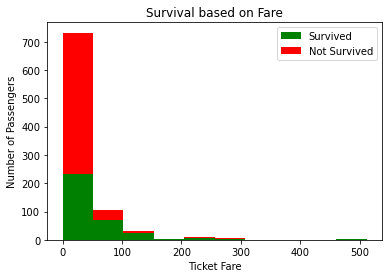 Survival based on Fare
Survived
Not Survived
700
600
500
400
300
200
100
0
Number of Passengers
0 100 200 300 400 500
Ticket Fare